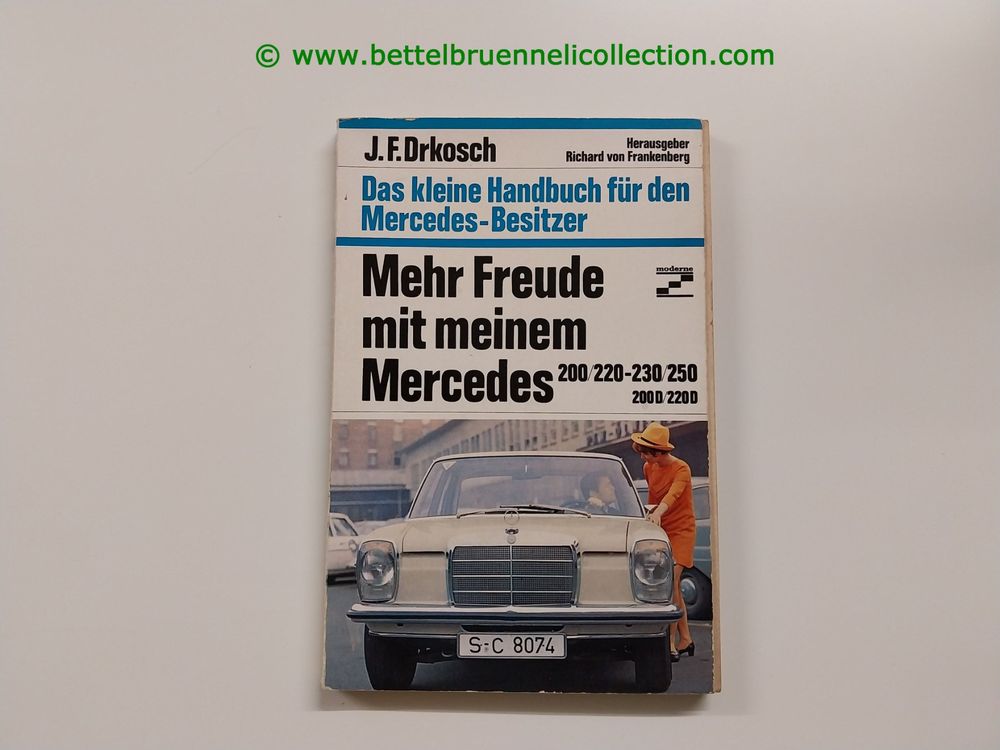 © www.bettelbruennelicollection.com
J.F.Drkosch
Herausgeber
Richard von Frankenberg
Das kleine Handbuch für den
Mercedes-Besitzer
Mehr Freude
mit meinem
Mercedes 200/220-230/250
200D/220D
moderne
S-C 8074